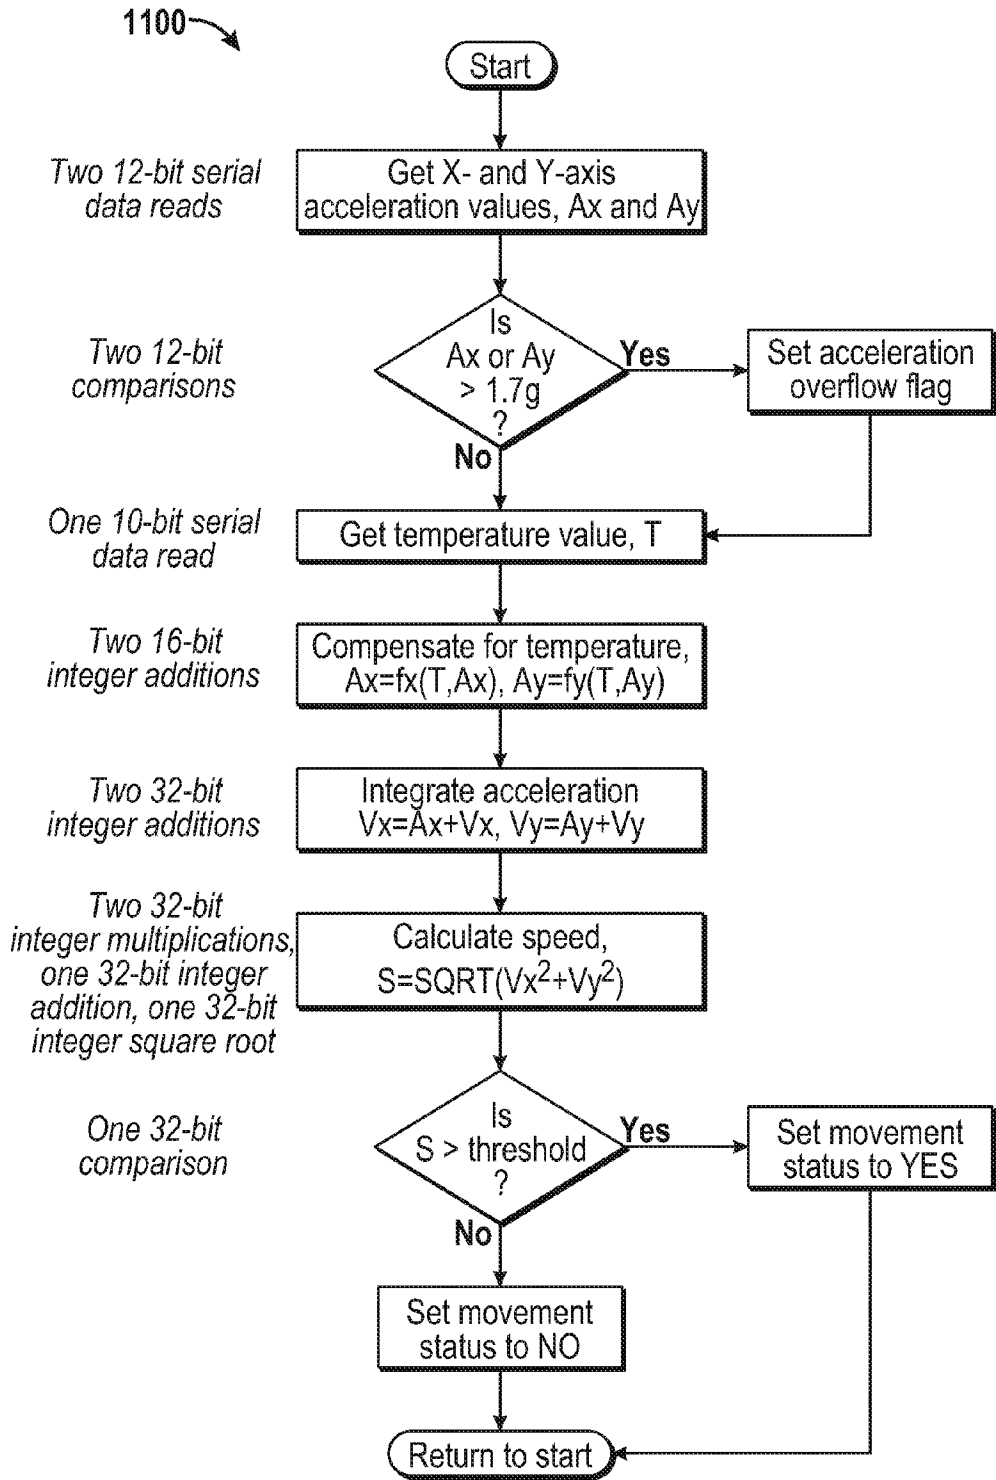 1100
Start
Two 12-bit serial
data reads
Get X- and Y-axis
acceleration values, Ax and Ay
Two 12-bit
comparisons
Is
Ax or Ay
> 1.7g
?
Yes
No
Set acceleration
overflow flag
One 10-bit serial
data read
Get temperature value, T
Two 16-bit
integer additions
Compensate for temperature,
Ax=fx(T,Ax), Ay=fy(T,Ay)
Two 32-bit
integer additions
Integrate acceleration
Vx=Ax+Vx, Vy=Ay+Vy
Two 32-bit
integer multiplications,
one 32-bit integer
addition, one 32-bit
integer square root
Calculate speed,
S=SQRT(Vx²+Vy²)
One 32-bit
comparison
Is
S > threshold
?
Yes
No
Set movement
status to YES
Set movement
status to NO
Return to start